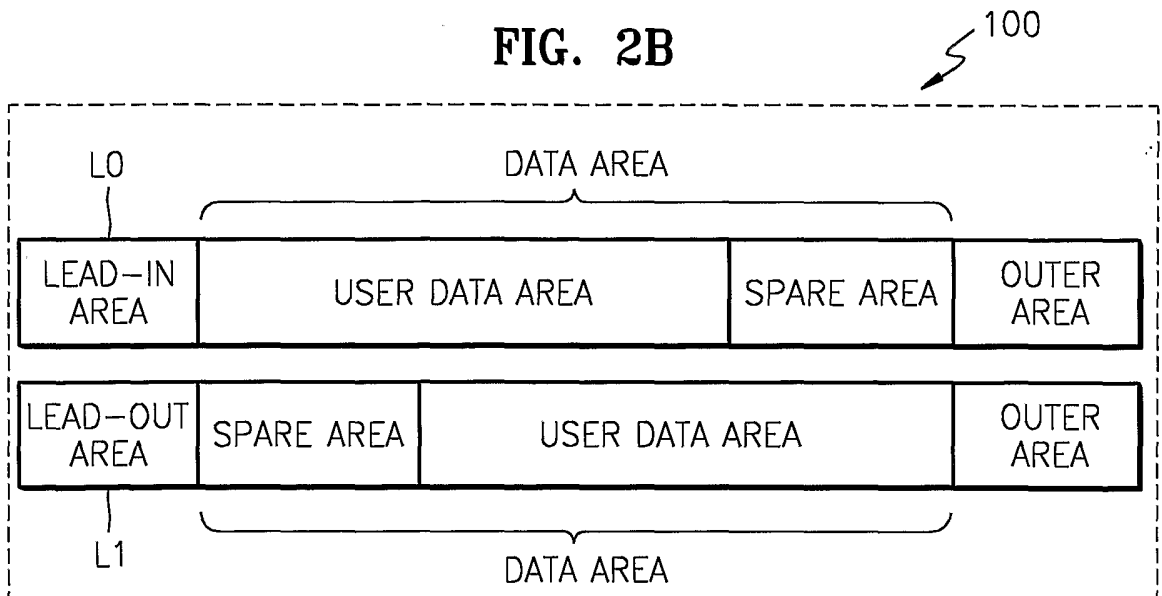 FIG. 2B
100
L0
DATA AREA
LEAD-IN
AREA
USER DATA AREA
SPARE AREA
OUTER
AREA
LEAD-OUT
AREA
SPARE AREA
USER DATA AREA
OUTER
AREA
L1
DATA AREA